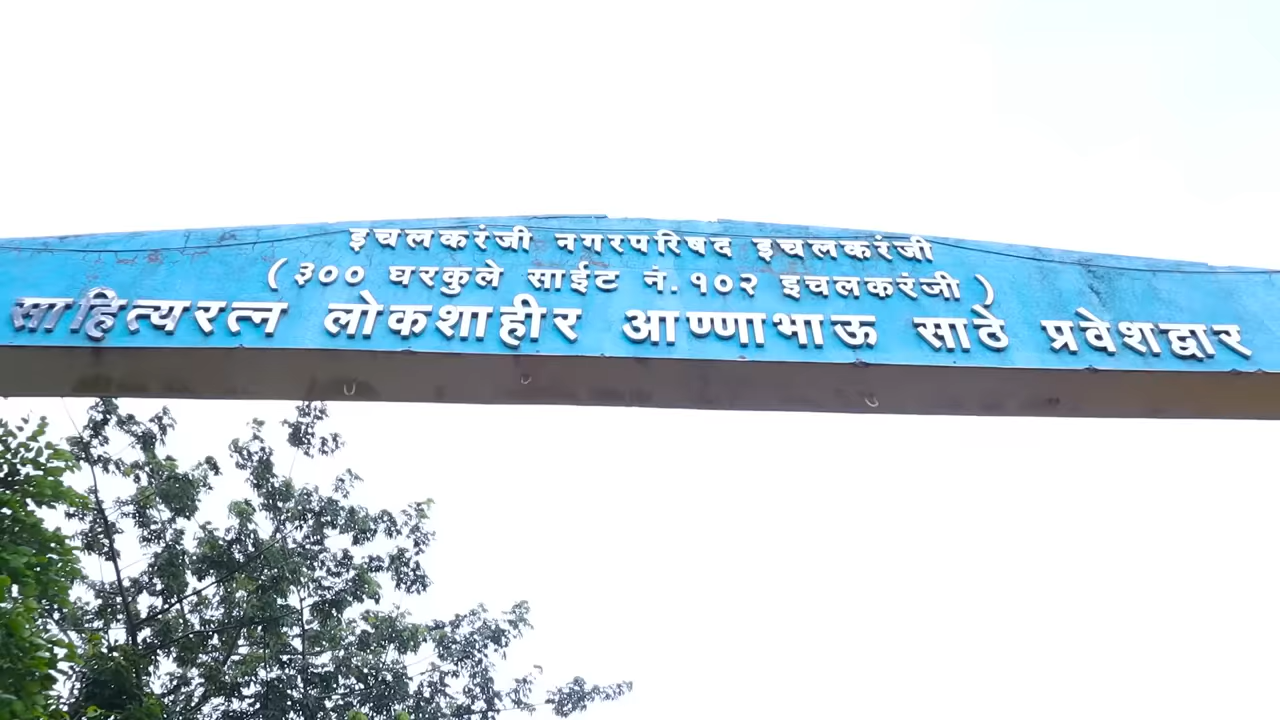 इचलकरंजी नगरपरिषद इचलकरंजी
(३०० घरकुले साईट नं.१०२ इचलकरंजी)
साहित्यरत्न लोकशाहीर आण्णाभाऊ साठे प्रवेशद्वार